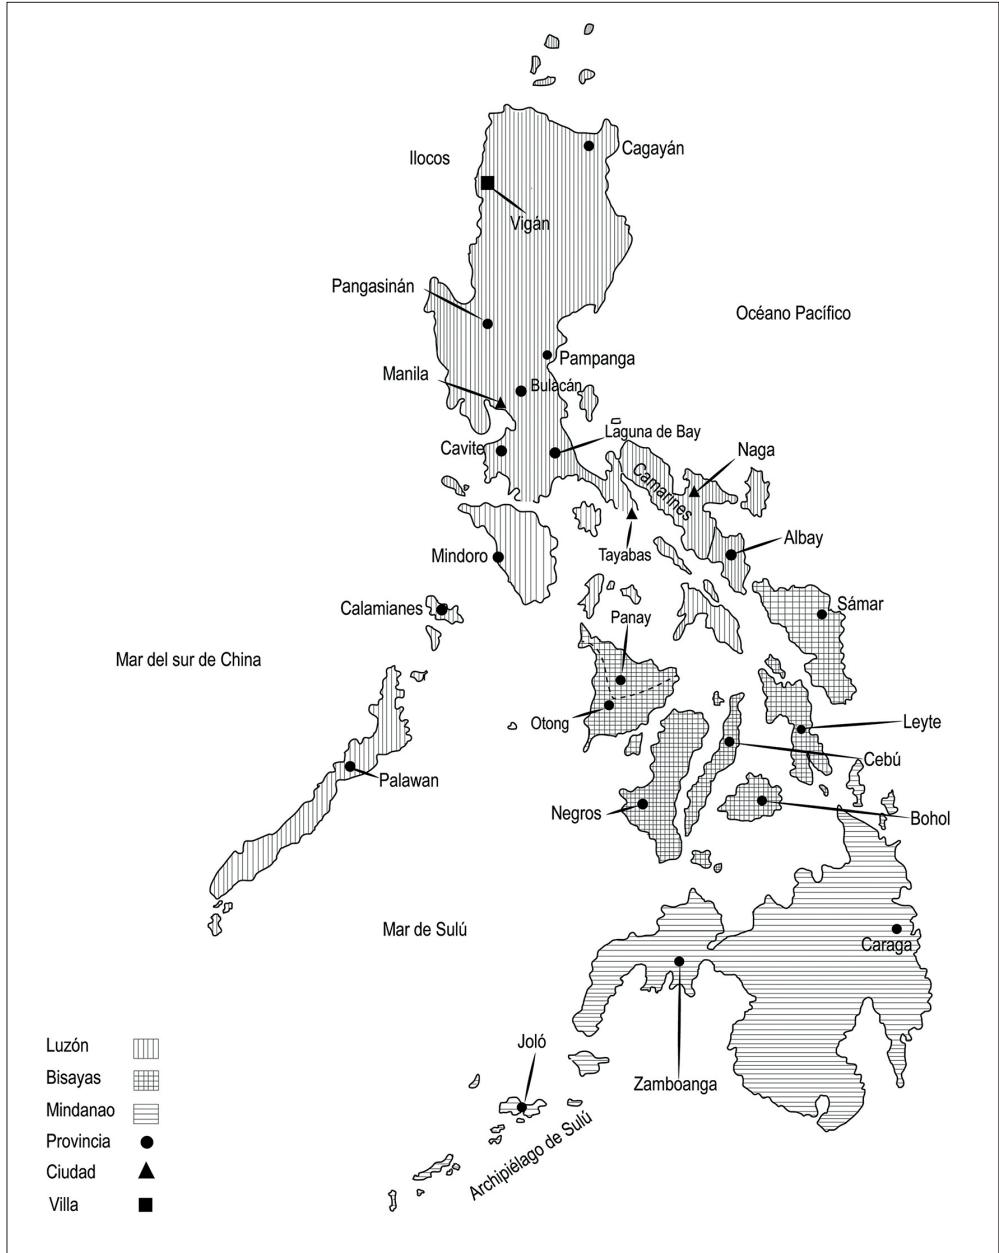 Ilocos
Cagayán
Vigán
Pangasinán
Océano Pacífico
Pampanga
Manila
Bulacán
Laguna de Bay
Cavite
Naga
Camarines
Albay
Tayabas
Mindoro
Calamianes
Sámar
Panay
Mar del sur de China
Otong
Leyte
Cebú
Palawan
Negros
Bohol
Mar de Sulú
Caraga
Joló
Zamboanga
Archipiélago de Sulú
Luzón
Bisayas
Mindanao
Provincia
Ciudad
Villa